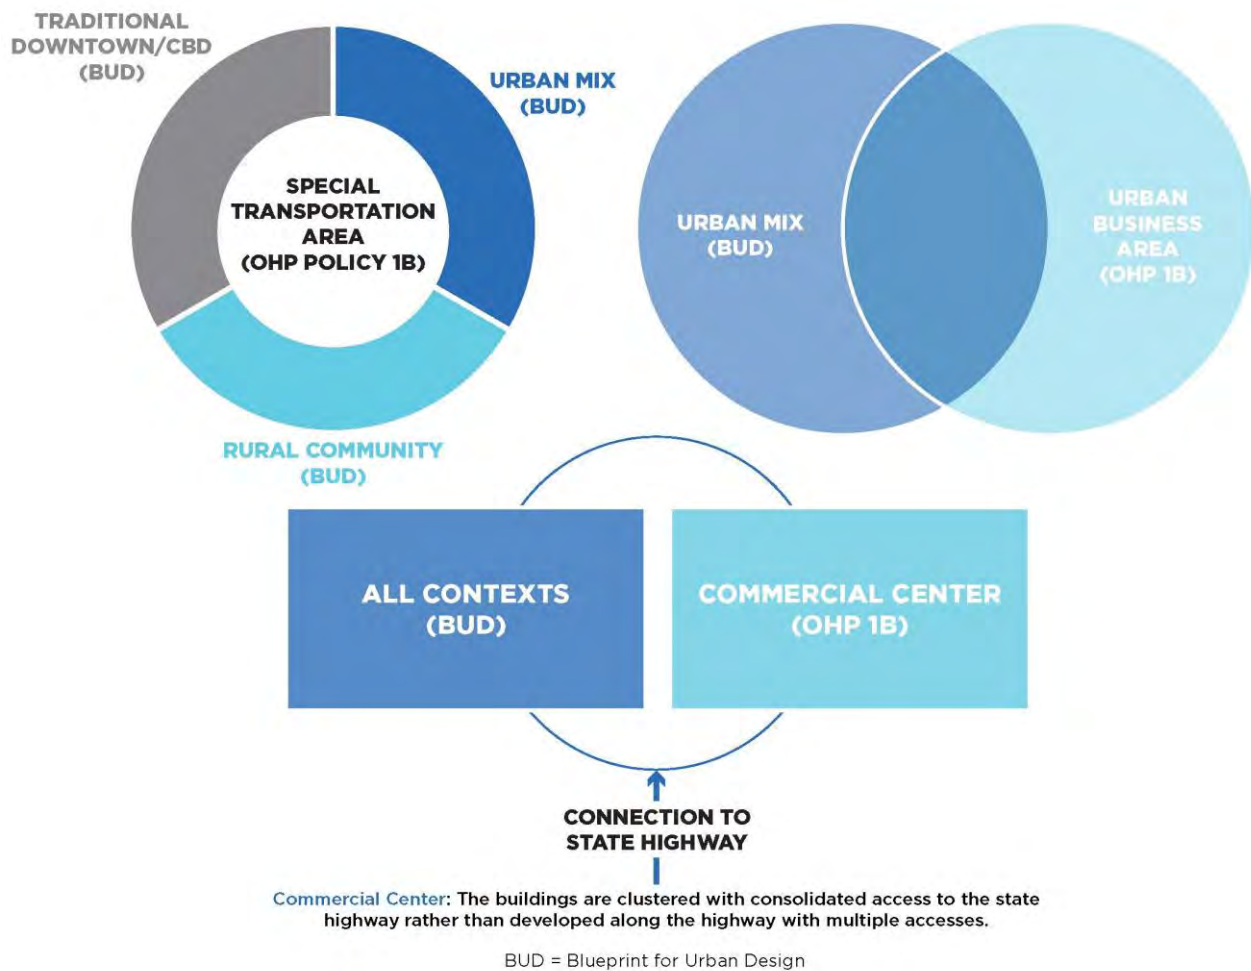 TRADITIONAL
DOWNTOWN/CBD
(BUD)
URBAN MIX
(BUD)
SPECIAL
TRANSPORTATION
AREA
(OHP POLICY 1B)
RURAL COMMUNITY
(BUD)
URBAN MIX
(BUD)
URBAN
BUSINESS
AREA
(OHP 1B)
ALL CONTEXTS
(BUD)
COMMERCIAL CENTER
(OHP 1B)
CONNECTION TO
STATE HIGHWAY
Commercial Center: The buildings are clustered with consolidated access to the state
highway rather than developed along the highway with multiple accesses.
BUD = Blueprint for Urban Design